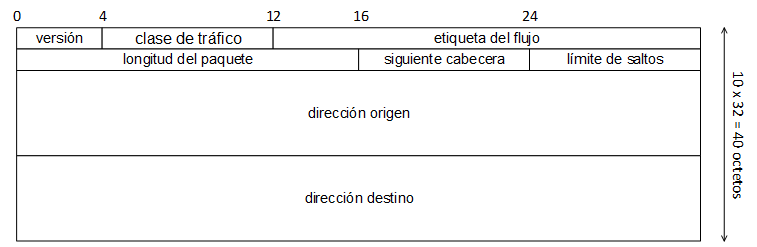 0 4 12 16 24
versión clase de tráfico etiqueta del flujo
longitud del paquete siguiente cabecera límite de saltos
dirección origen
dirección destino
10 x 32 = 40 octetos